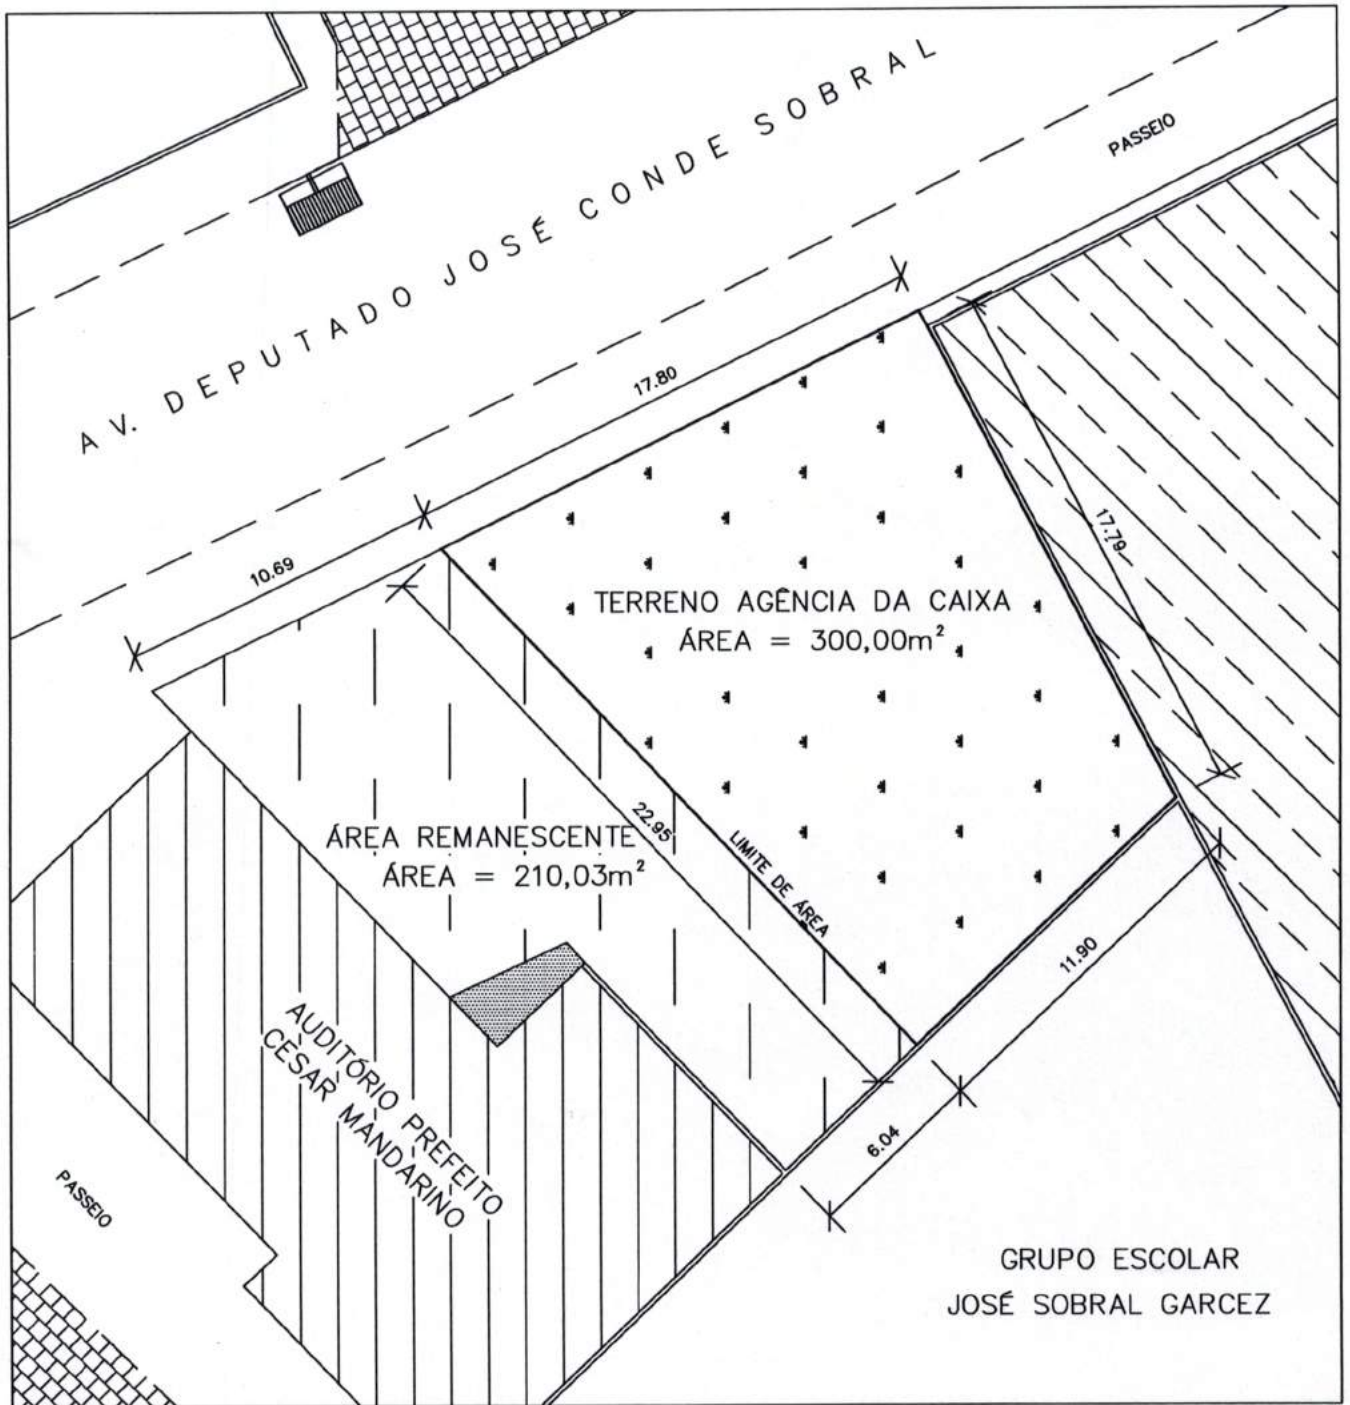 AV. DEPUTADO JOSÉ CONDE SOBRAL
PASSEIO
17.80
10.69
17.79
TERRENO AGÊNCIA DA CAIXA
ÁREA = 300,00m²
22.95
LIMITE DE ÁREA
ÁREA REMANESCENTE
ÁREA = 210,03m²
11.90
AUDITÓRIO PREFEITO
CÉSAR MANDARINO
6.04
PASSEIO
GRUPO ESCOLAR
JOSÉ SOBRAL GARCEZ